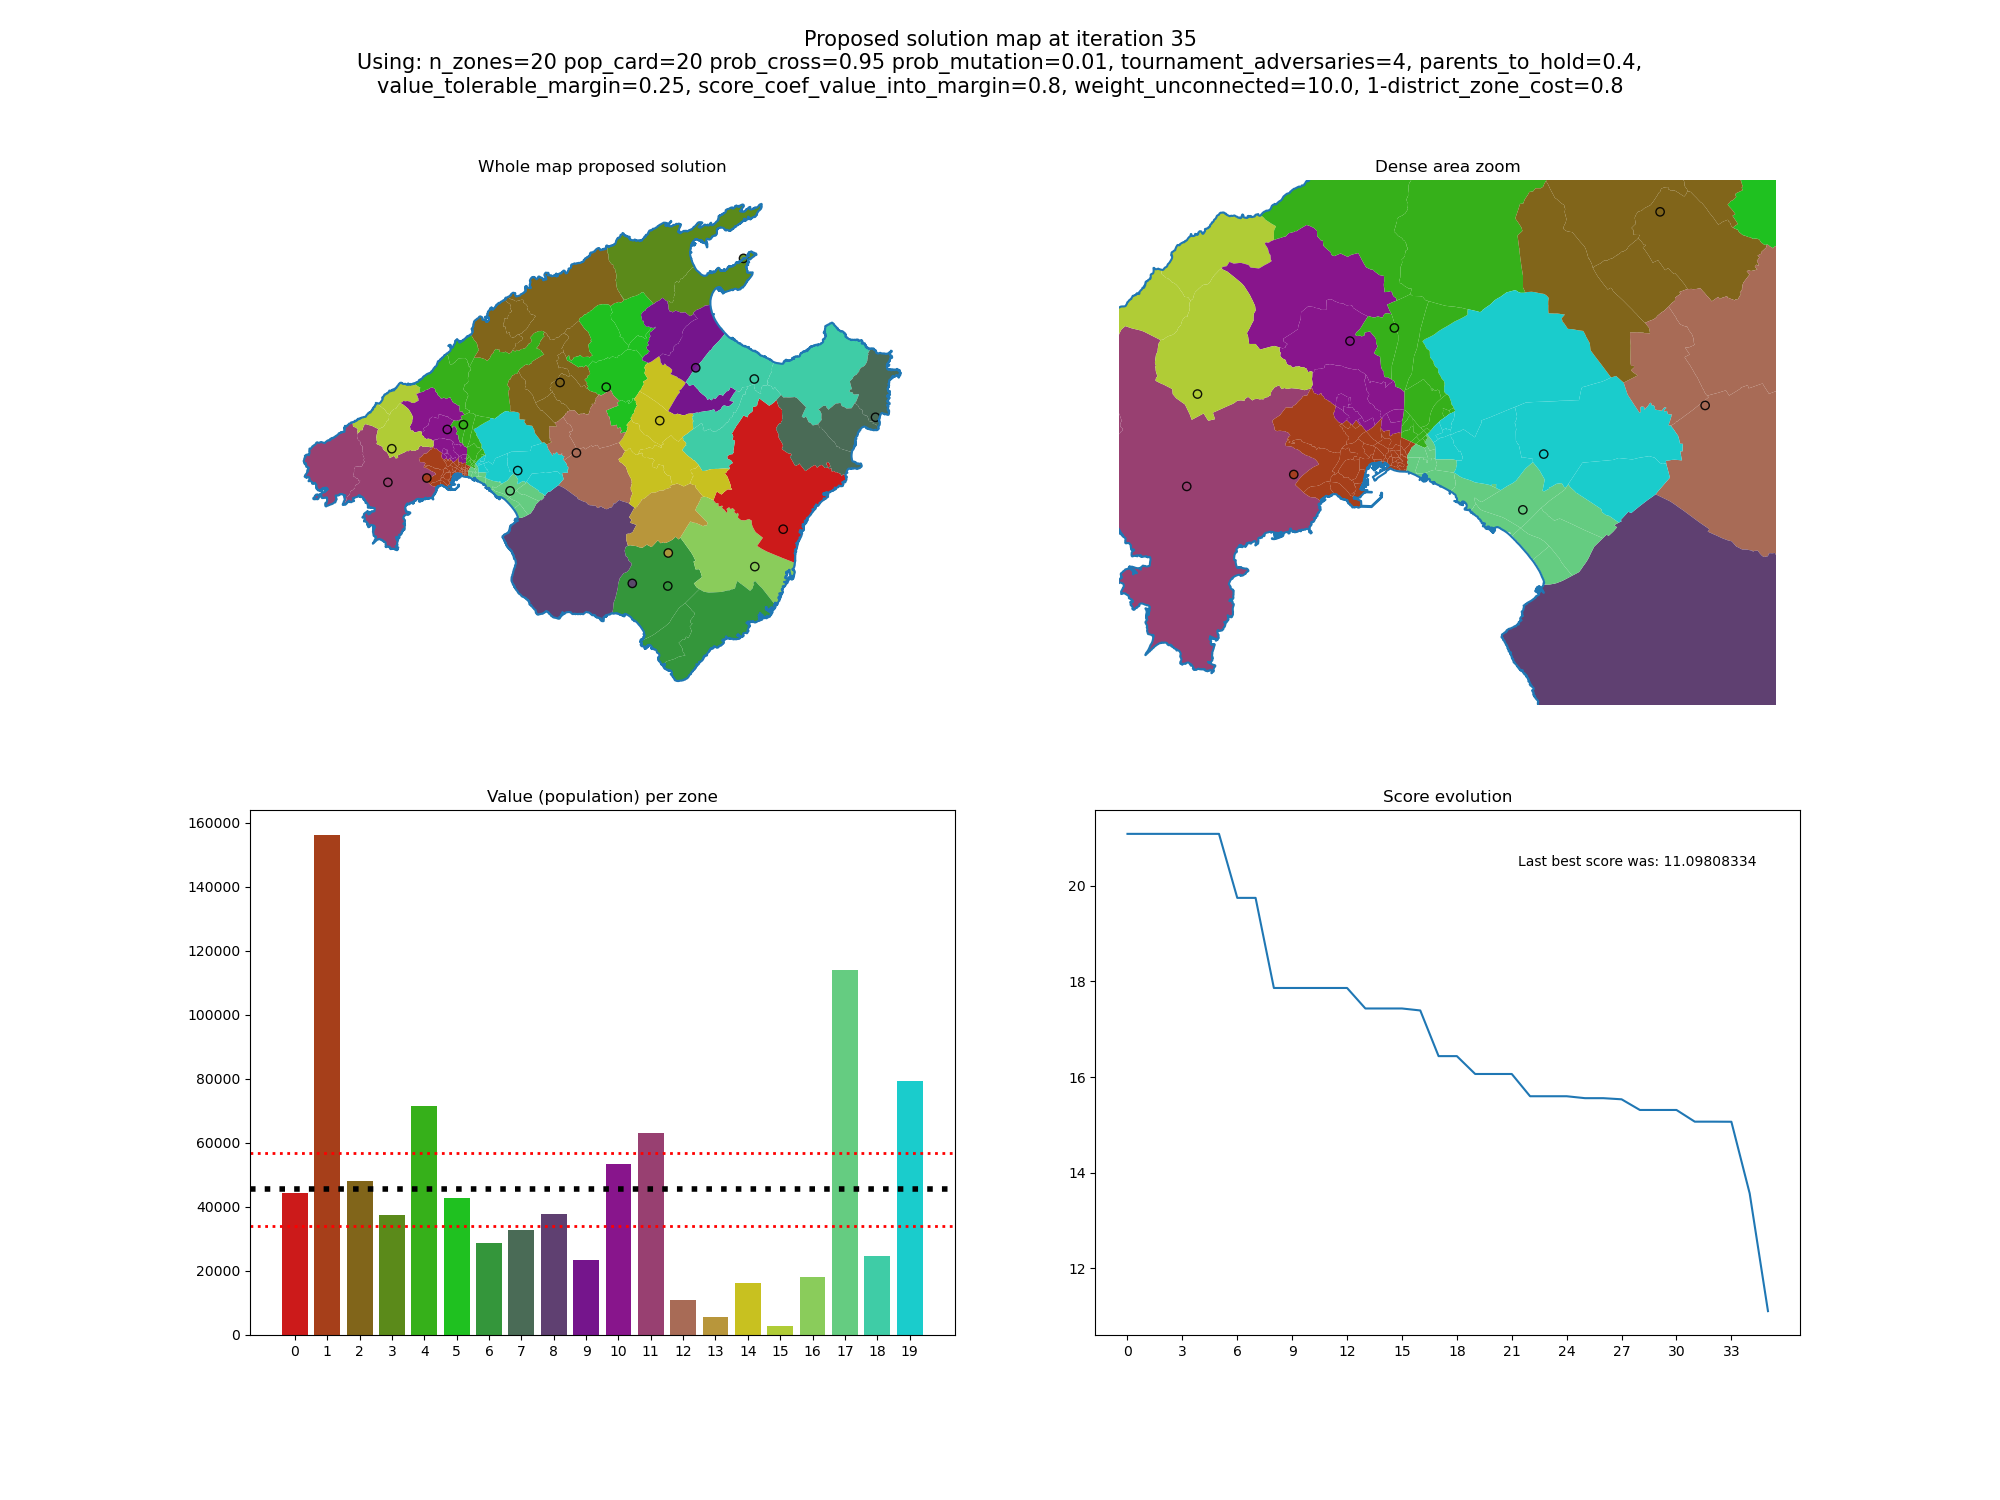 Proposed solution map at iteration 35
Using: n_zones=20 pop_card=20 prob_cross=0.95 prob_mutation=0.01, tournament_adversaries=4, parents_to_hold=0.4,
value_tolerable_margin=0.25, score_coef_value_into_margin=0.8, weight_unconnected=10.0, 1-district_zone_cost=0.8
Whole map proposed solution
Dense area zoom
Value (population) per zone
160000
140000
120000
100000
80000
60000
40000
20000
0
0 1 2 3 4 5 6 7 8 9 10 11 12 13 14 15 16 17 18 19
Score evolution
Last best score was: 11.09808334
20
18
16
14
12
0 3 6 9 12 15 18 21 24 27 30 33